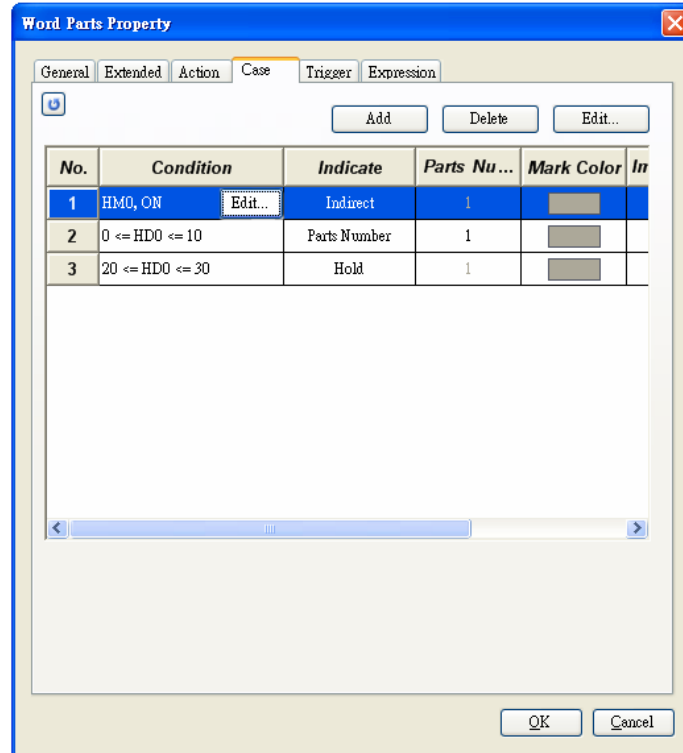 Word Parts Property
General Extended Action Case Trigger Expression
Add Delete Edit...
No. Condition Indicate Parts Nu... Mark Color Im
1 HM0, ON Edit... Indirect 1
2 0 <= HD0 <= 10 Parts Number 1
3 20 <= HD0 <= 30 Hold 1
OK Cancel